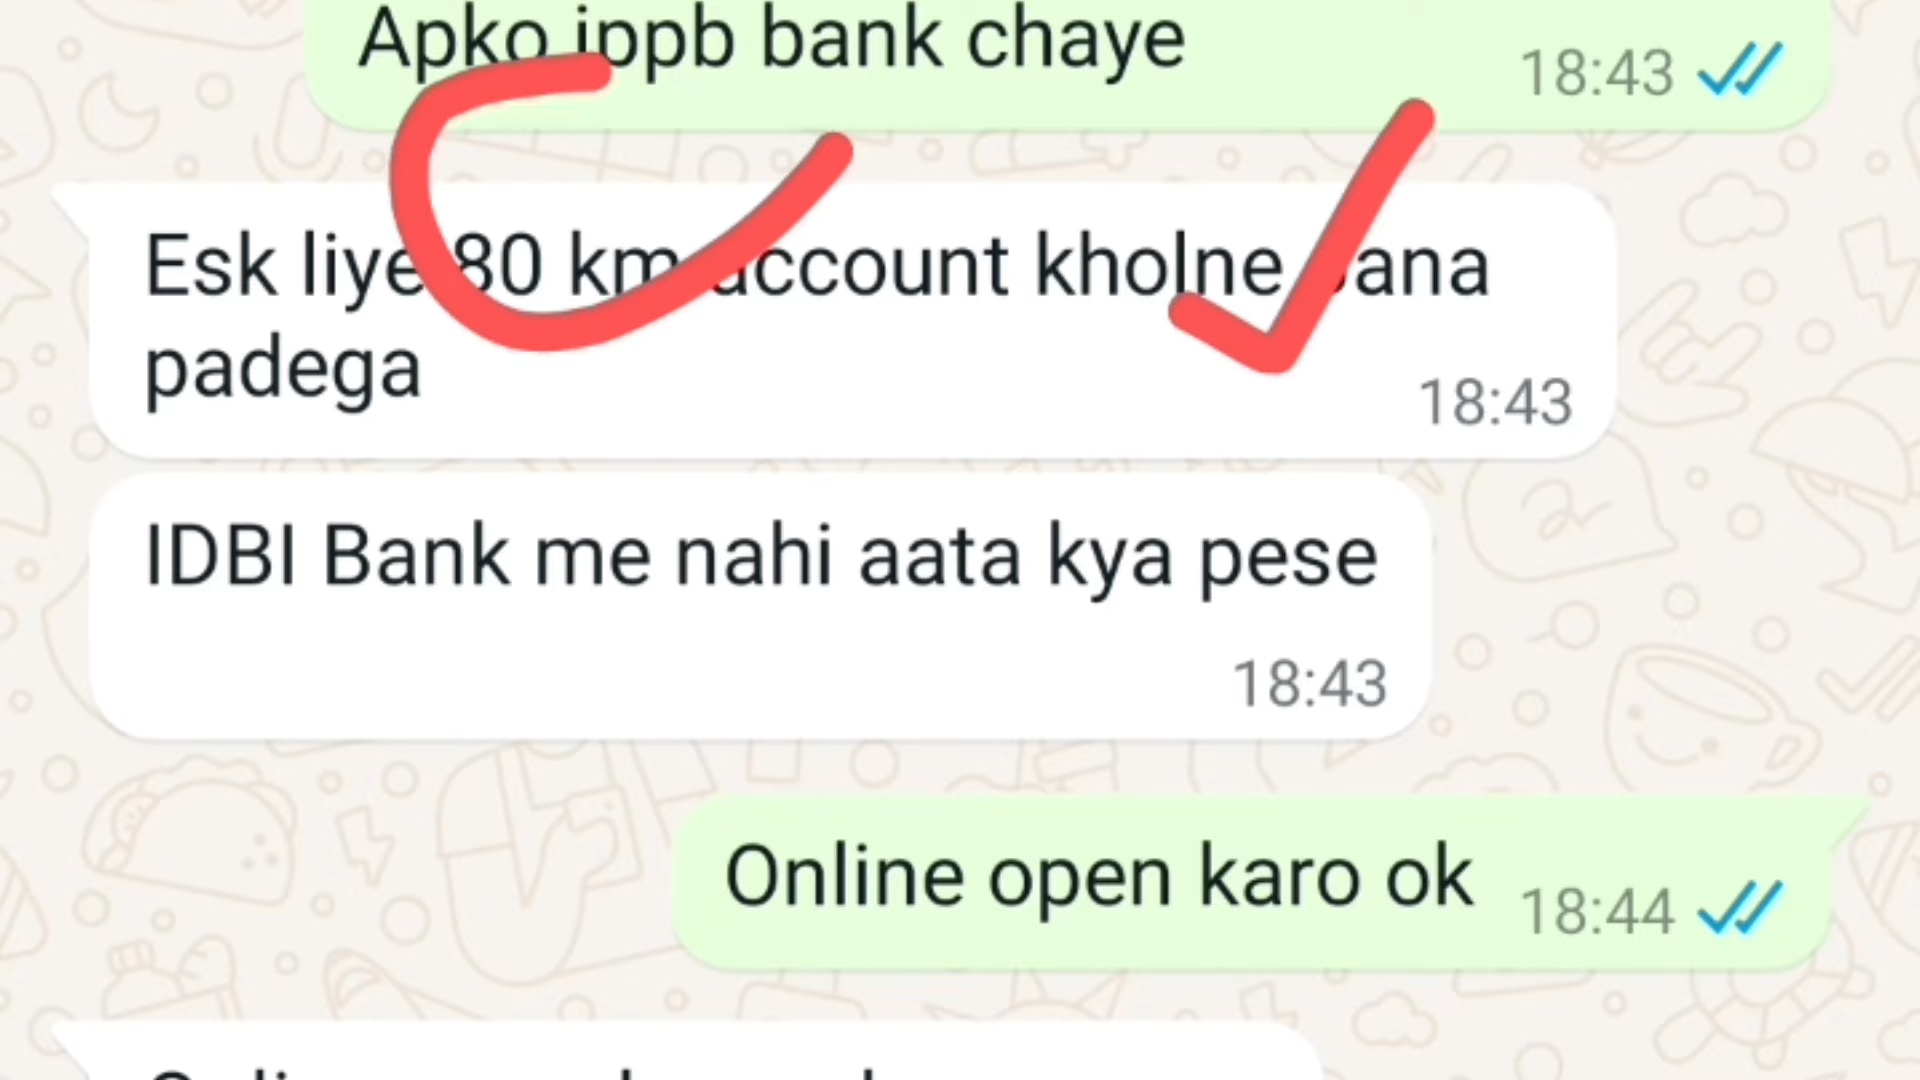 Apko ippb bank chaye
18:43
Esk liye 80 km account kholne jana
padega
18:43
IDBI Bank me nahi aata kya pese
18:43
Online open karo ok
18:44